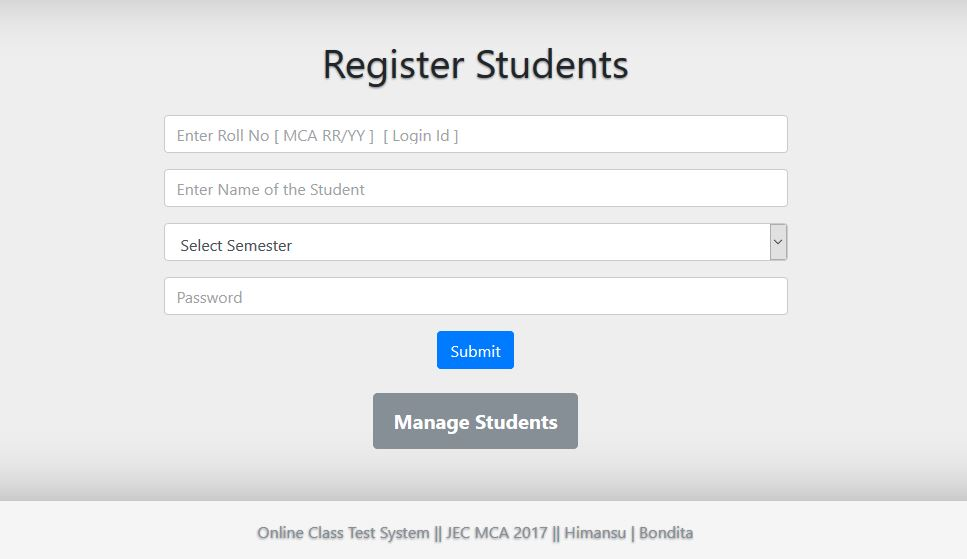 Register Students
Enter Roll No [ MCA RR/YY ]  [ Login Id ]
Enter Name of the Student
Select Semester
Password
Submit
Manage Students
Online Class Test System || JEC MCA 2017 || Himansu | Bondita